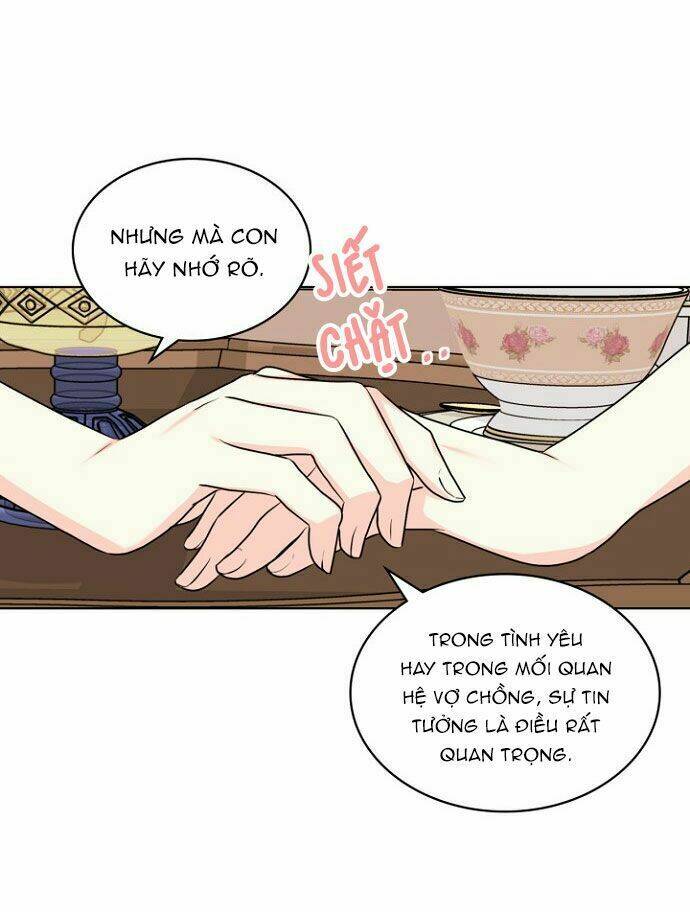 NHƯNG MÀ CON
HÃY NHỚ RÕ.
SIẾT
CHẶT..
TRONG TÌNH YÊU
HAY TRONG MỐI QUAN
HỆ VỢ CHỒNG, SỰ TIN
TƯỞNG LÀ ĐIỀU RẤT
QUAN TRỌNG.